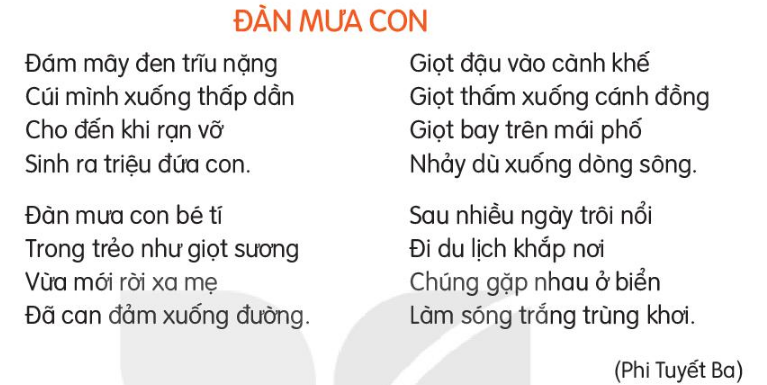 ĐÀN MƯA CON
Đám mây đen trĩu nặng
Cúi mình xuống thấp dần
Cho đến khi rạn vỡ
Sinh ra triệu đứa con.
Đàn mưa con bé tí
Trong trẻo như giọt sương
Vừa mới rời xa mẹ
Đã can đảm xuống đường.
Giọt đậu vào cành khế
Giọt thấm xuống cánh đồng
Giọt bay trên mái phố
Nhảy dù xuống dòng sông.
Sau nhiều ngày trôi nổi
Đi du lịch khắp nơi
Chúng gặp nhau ở biển
Làm sóng trắng trùng khơi.
(Phi Tuyết Ba)